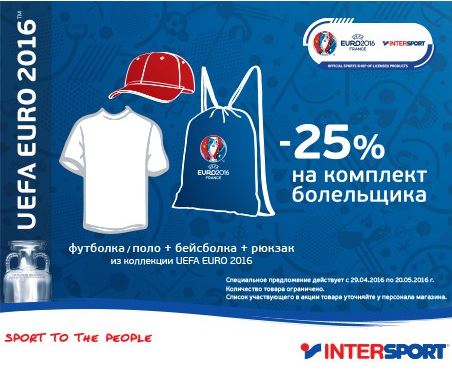 UEFA EURO 2016™
EURO2016
FRANCE
INTERSPORT
OFFICIAL SPORTS SHOP OF LICENSED PRODUCTS
EURO2016
FRANCE
-25%
на комплект
болельщика
футболка / поло + бейсболка + рюкзак
из коллекции UEFA EURO 2016
Специальное предложение действует с 29.04.2016 по 20.05.2016 г.
Количество товара ограничено.
Список участвующего в акции товара уточняйте у персонала магазина.
SPORT TO THE PEOPLE
INTERSPORT